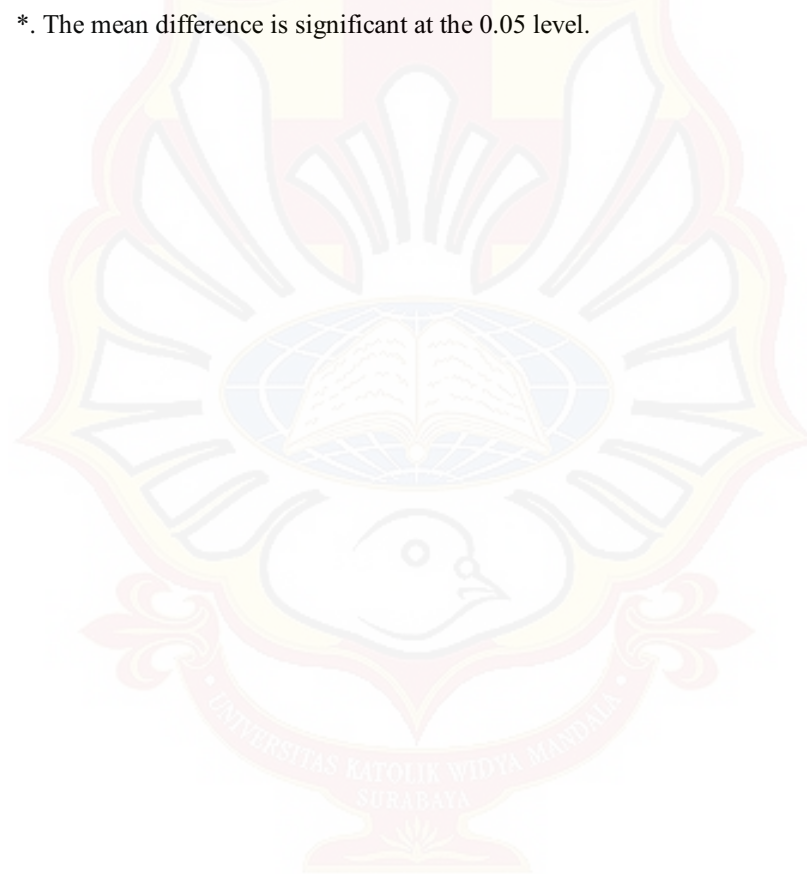 *. The mean difference is significant at the 0.05 level.
UNIVERSITAS KATOLIK WIDYA MANDALA
SURABAYA